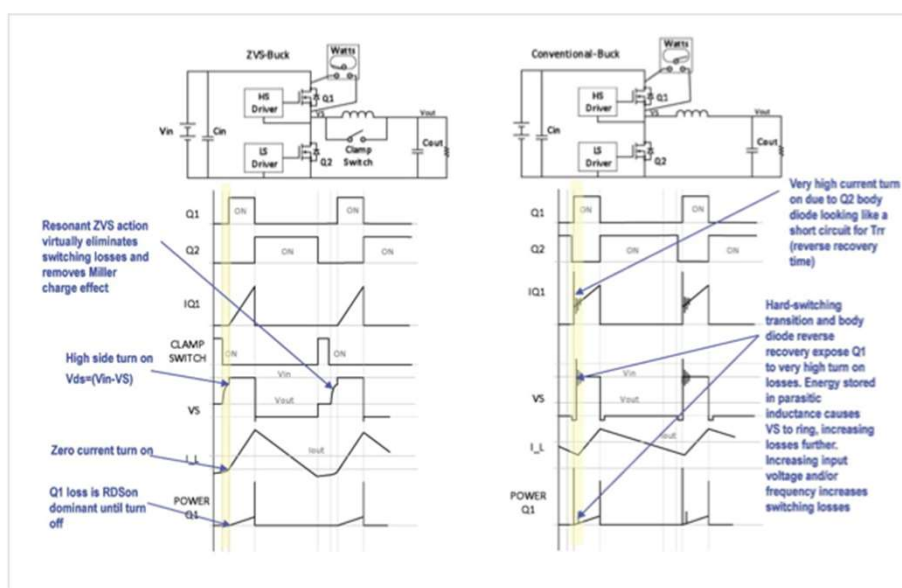 ZVS-Buck
Watts
HS
Driver
Q1
VS
Vout
Vin
Cin
LS
Driver
Q2
Clamp
Switch
Cout
Conventional-Buck
Watts
HS
Driver
Q1
VS
Vout
Vin
Cin
LS
Driver
Q2
Cout
Q1
ON
ON
Q2
ON
ON
IQ1
CLAMP
SWITCH
ON
ON
Vin
Vout
VS
I_L
Iout
POWER
Q1
Resonant ZVS action
virtually eliminates
switching losses and
removes Miller
charge effect
High side turn on
Vds=(Vin-VS)
Zero current turn on
Q1 loss is RDSon
dominant until turn
off
Q1
ON
ON
Q2
ON
ON
IQ1
Vin
VS
Vout
I_L
Iout
POWER
Q1
Very high current turn
on due to Q2 body
diode looking like a
short circuit for Trr
(reverse recovery
time)
Hard-switching
transition and body
diode reverse
recovery expose Q1
to very high turn on
losses. Energy stored
in parasitic
inductance causes
VS to ring, increasing
losses further.
Increasing input
voltage and/or
frequency increases
switching losses